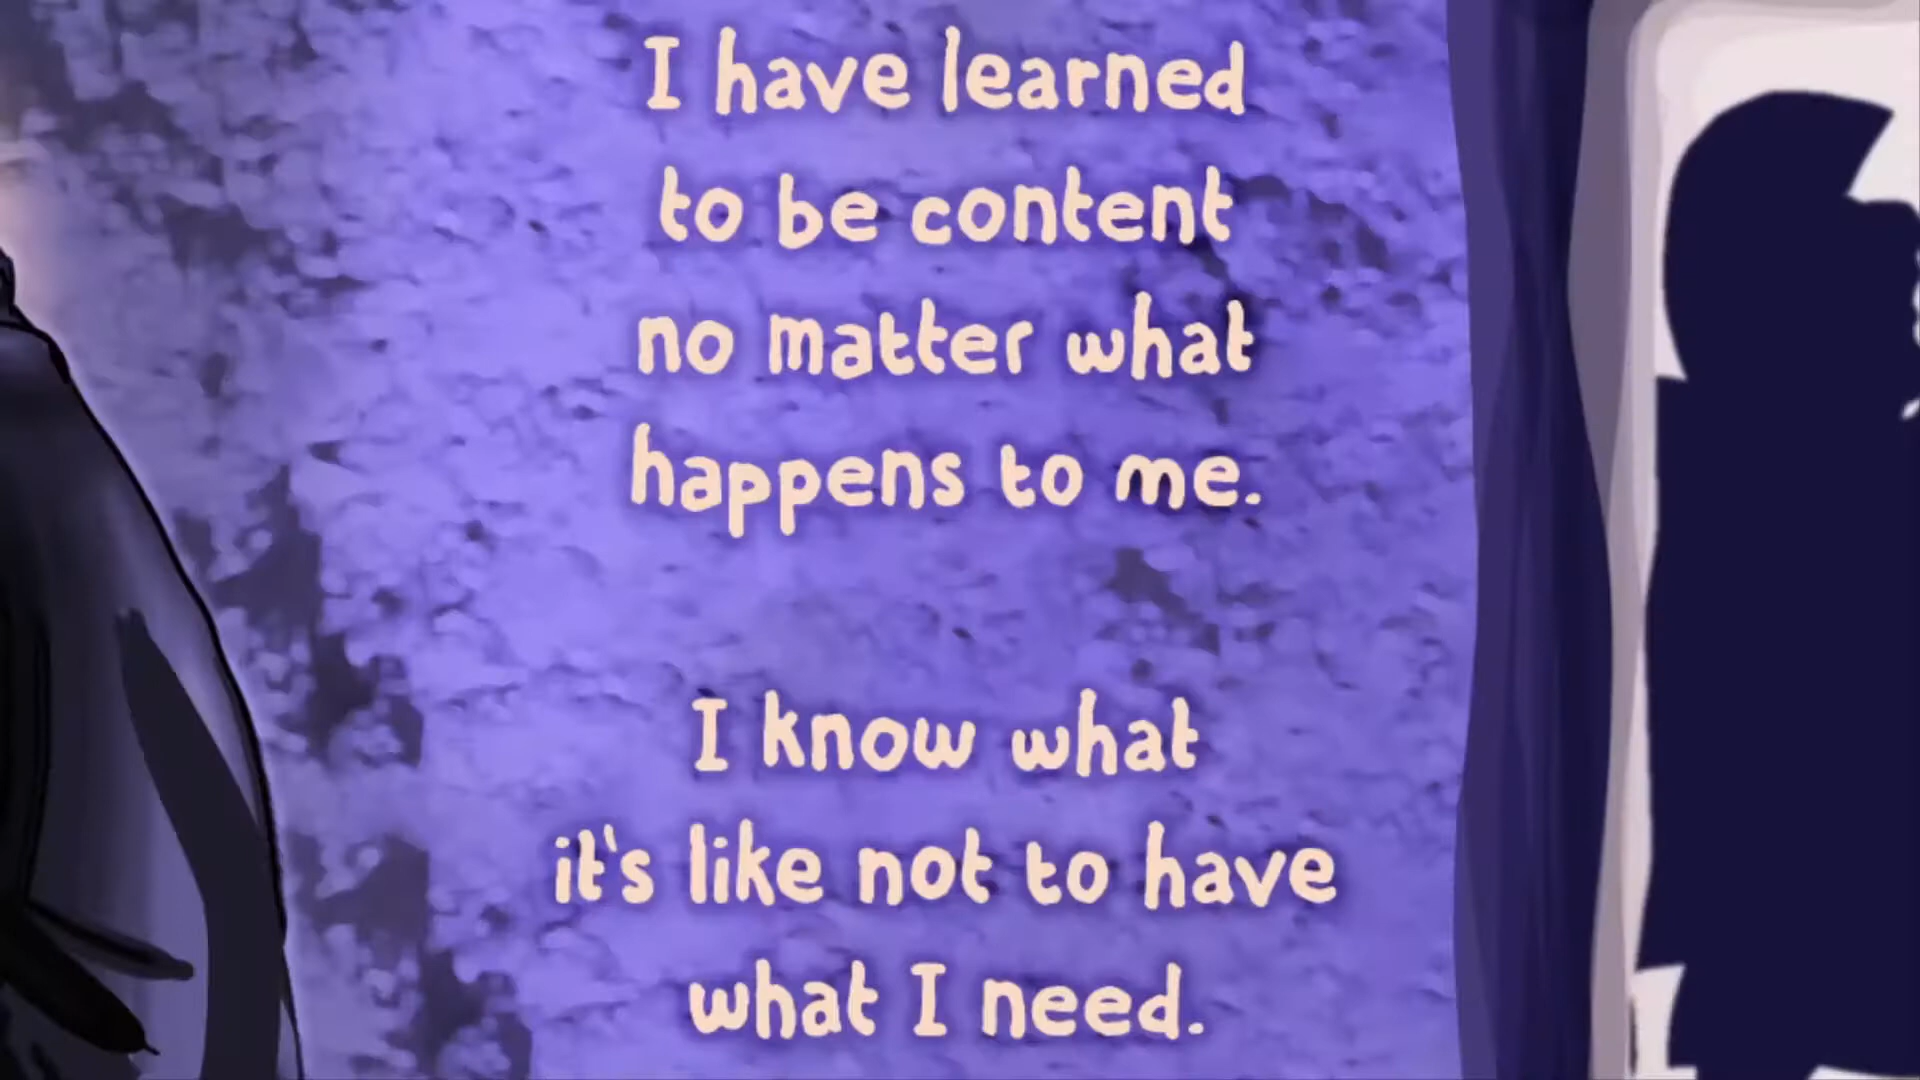 I have learned
to be content
no matter what
happens to me.
I know what
it's like not to have
what I need.